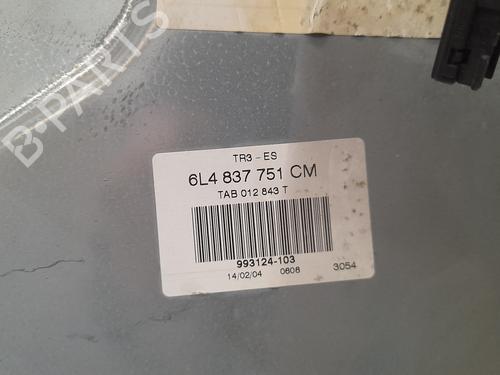 B-PARTS
TR3-ES
6L4 837 751 CM
TAB 012 843 T
993124-103
14/02/04 0608 3054